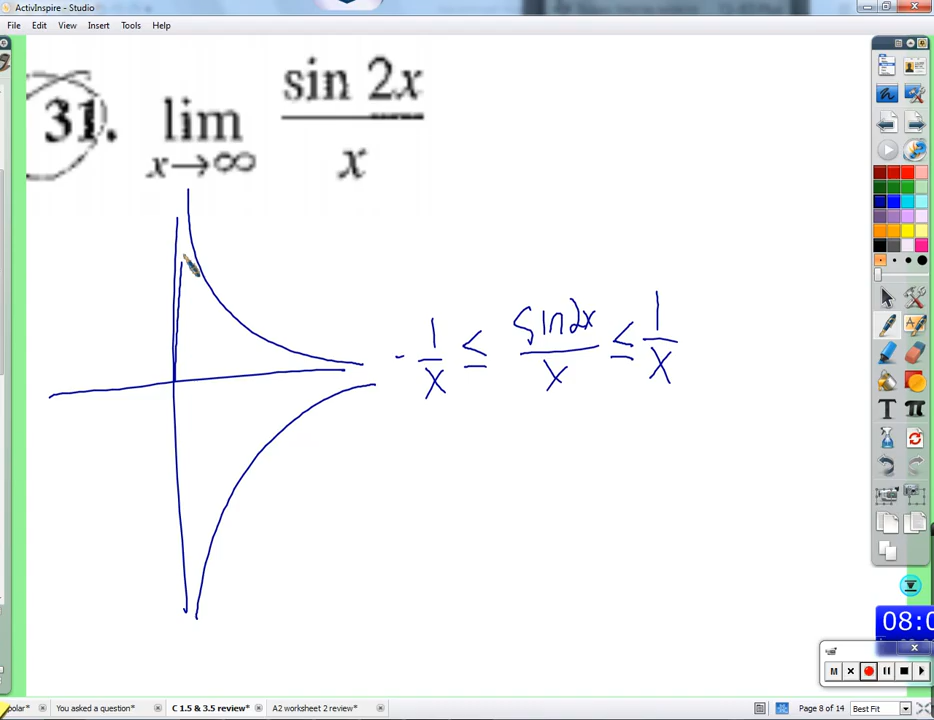 ActivInspire - Studio
File Edit View Insert Tools
31. lim x→∞ sin 2x / x
- 1/x ≤ sin2x/x ≤ 1/x
T π
08:0
M
polar* You asked a question* C 1.5 & 3.5 review* A2 worksheet 2 review* Page 8 of 14 Best Fit